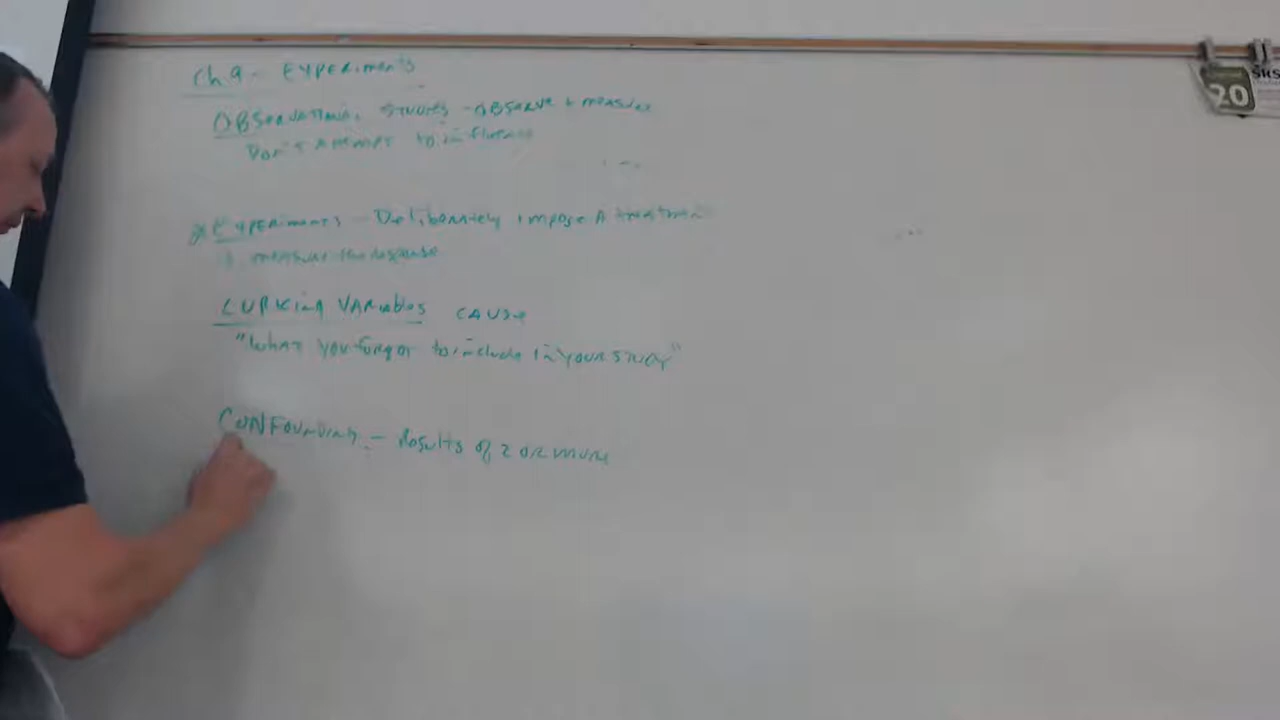 Ch 9 - Experiments
Observational Studies - Observe + measure
Don't Attempt to influence
* Experiments - Deliberately impose A treatment
+ measure the response
Lurking Variables CAUSE
"What you forgot to include in your study"
Confounding - Results of 2 or more
20